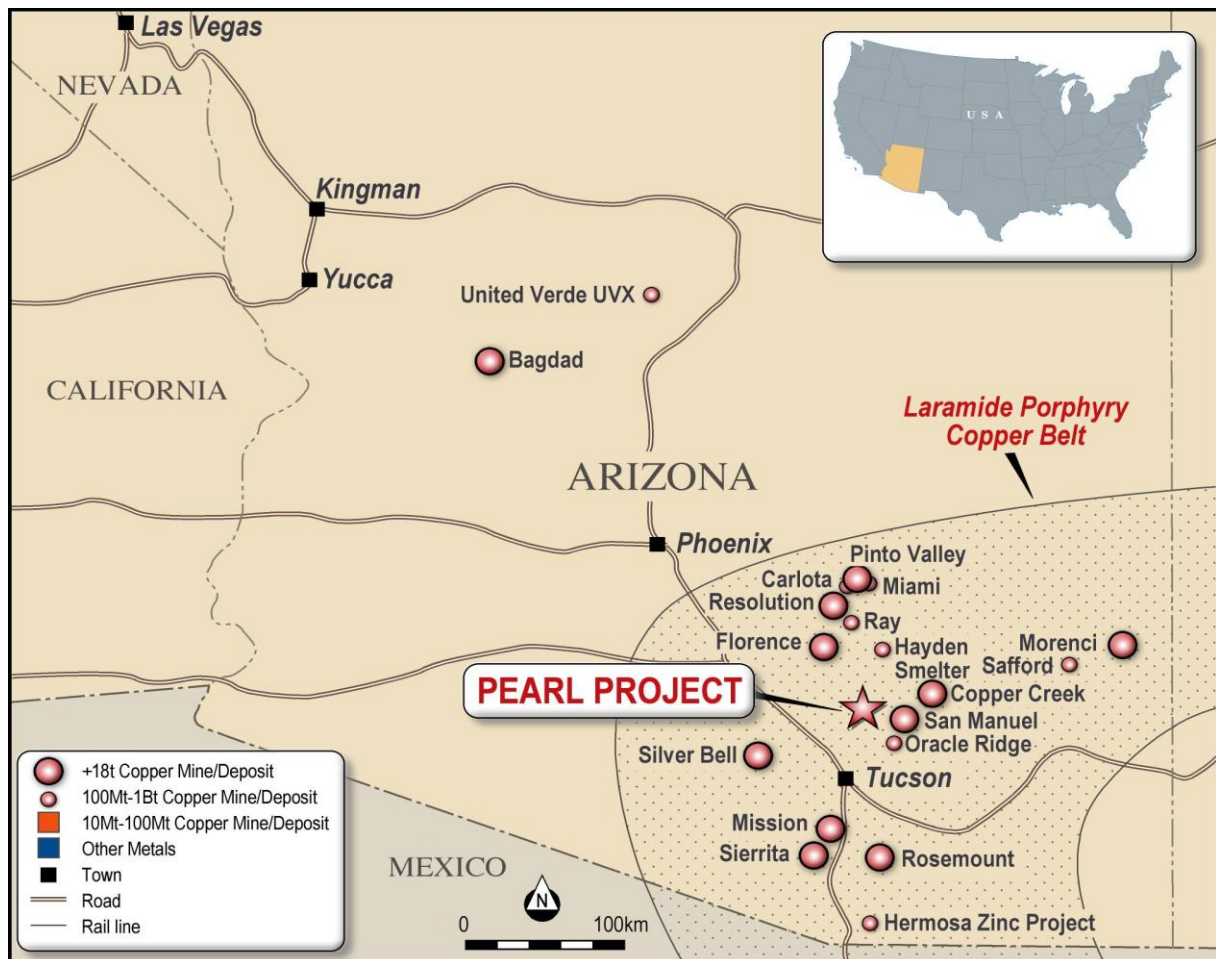 Las Vegas
NEVADA
USA
Kingman
Yucca
United Verde UVX
Bagdad
CALIFORNIA
Laramide Porphyry
Copper Belt
ARIZONA
Phoenix
Pinto Valley
Carlota
Miami
Resolution
Ray
Florence
Hayden
Smelter
Morenci
Safford
PEARL PROJECT
Copper Creek
San Manuel
Oracle Ridge
Silver Bell
Tucson
Mission
Sierrita
Rosemount
MEXICO
Hermosa Zinc Project
+18t Copper Mine/Deposit
100Mt-1Bt Copper Mine/Deposit
10Mt-100Mt Copper Mine/Deposit
Other Metals
Town
Road
Rail line
N
0 100km